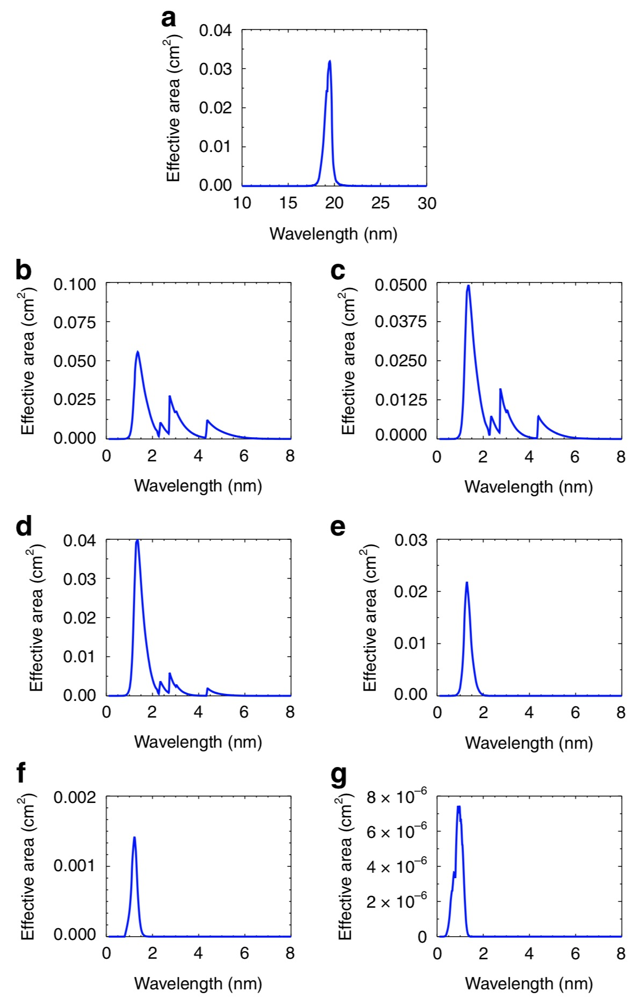 a
Effective area (cm²)
0.04
0.03
0.02
0.01
0.00
10 15 20 25 30
Wavelength (nm)
b
Effective area (cm²)
0.100
0.075
0.050
0.025
0.000
0 2 4 6 8
Wavelength (nm)
c
Effective area (cm²)
0.0500
0.0375
0.0250
0.0125
0.0000
0 2 4 6 8
Wavelength (nm)
d
Effective area (cm²)
0.04
0.03
0.02
0.01
0.00
0 2 4 6 8
Wavelength (nm)
e
Effective area (cm²)
0.03
0.02
0.01
0.00
0 2 4 6 8
Wavelength (nm)
f
Effective area (cm²)
0.002
0.001
0.000
0 2 4 6 8
Wavelength (nm)
g
Effective area (cm²)
8 × 10⁻⁶
6 × 10⁻⁶
4 × 10⁻⁶
2 × 10⁻⁶
0
0 2 4 6 8
Wavelength (nm)